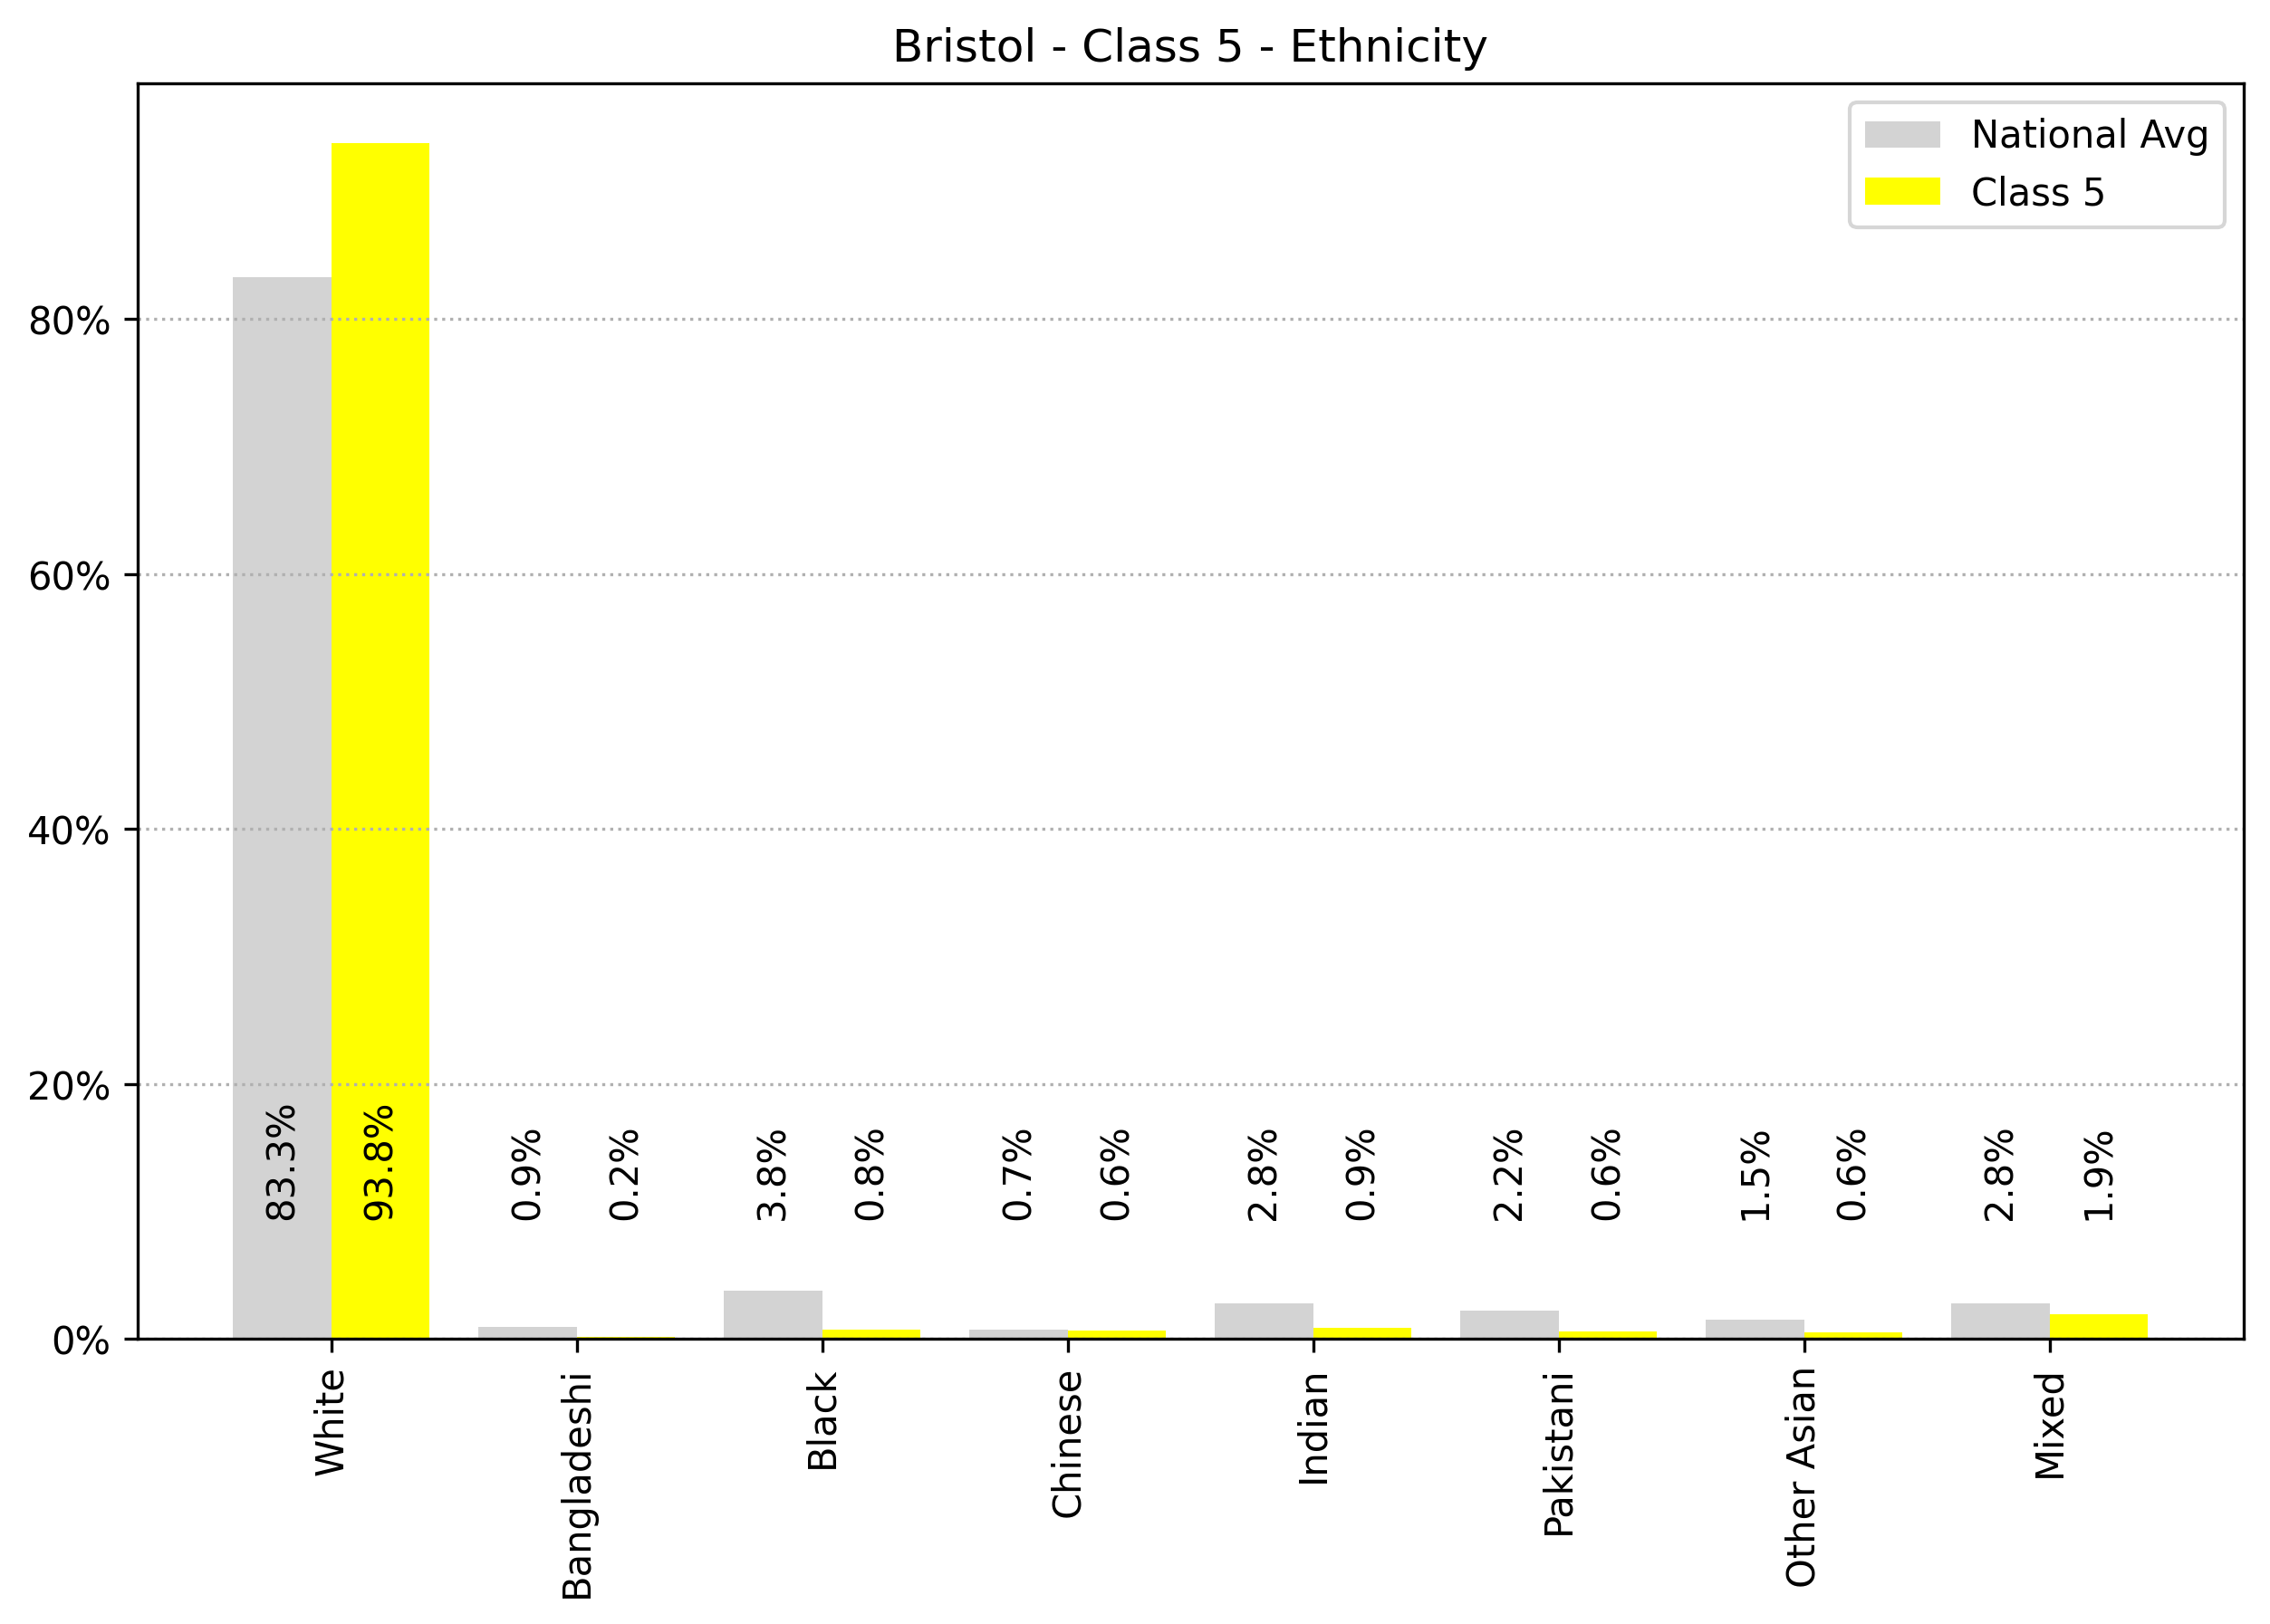 Bristol - Class 5 - Ethnicity
National Avg
Class 5
80%
60%
40%
20%
0%
83.3%
93.8%
0.9%
0.2%
3.8%
0.8%
0.7%
0.6%
2.8%
0.9%
2.2%
0.6%
1.5%
0.6%
2.8%
1.9%
White
Bangladeshi
Black
Chinese
Indian
Pakistani
Other Asian
Mixed